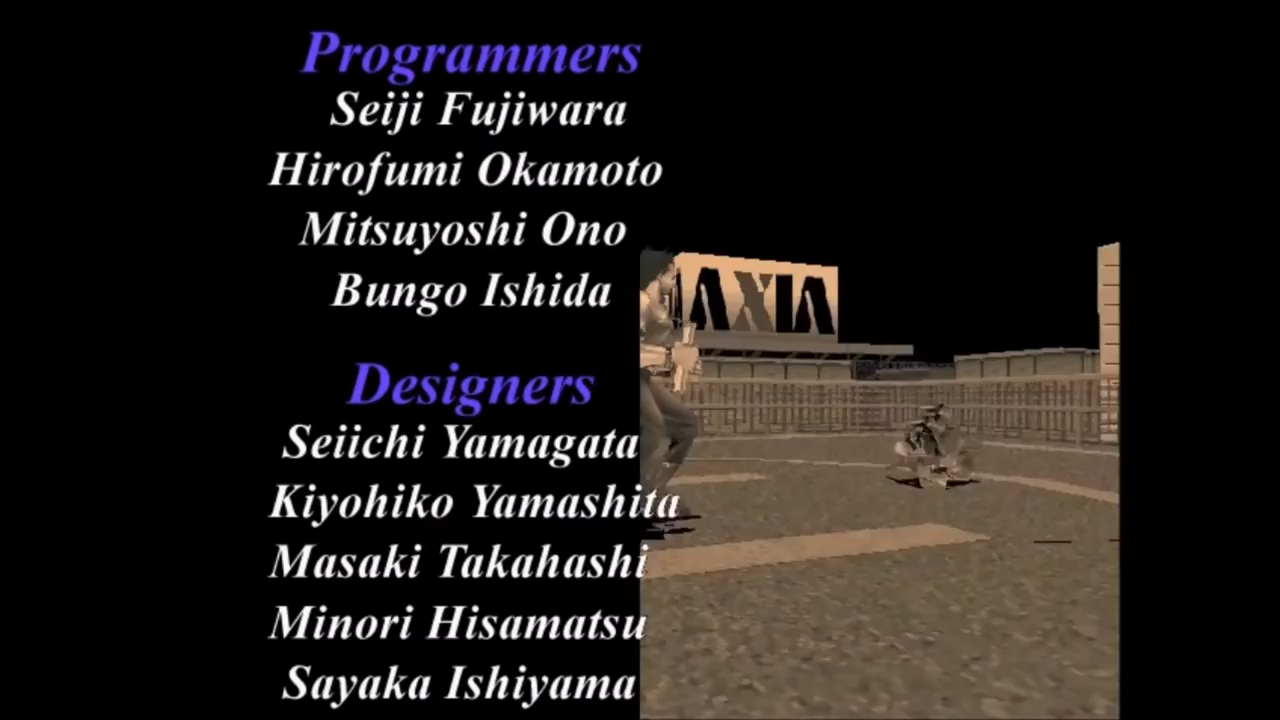 Programmers
Seiji Fujiwara
Hirofumi Okamoto
Mitsuyoshi Ono
Bungo Ishida
AXIA
Designers
Seiichi Yamagata
Kiyohiko Yamashita
Masaki Takahashi
Minori Hisamatsu
Sayaka Ishiyama